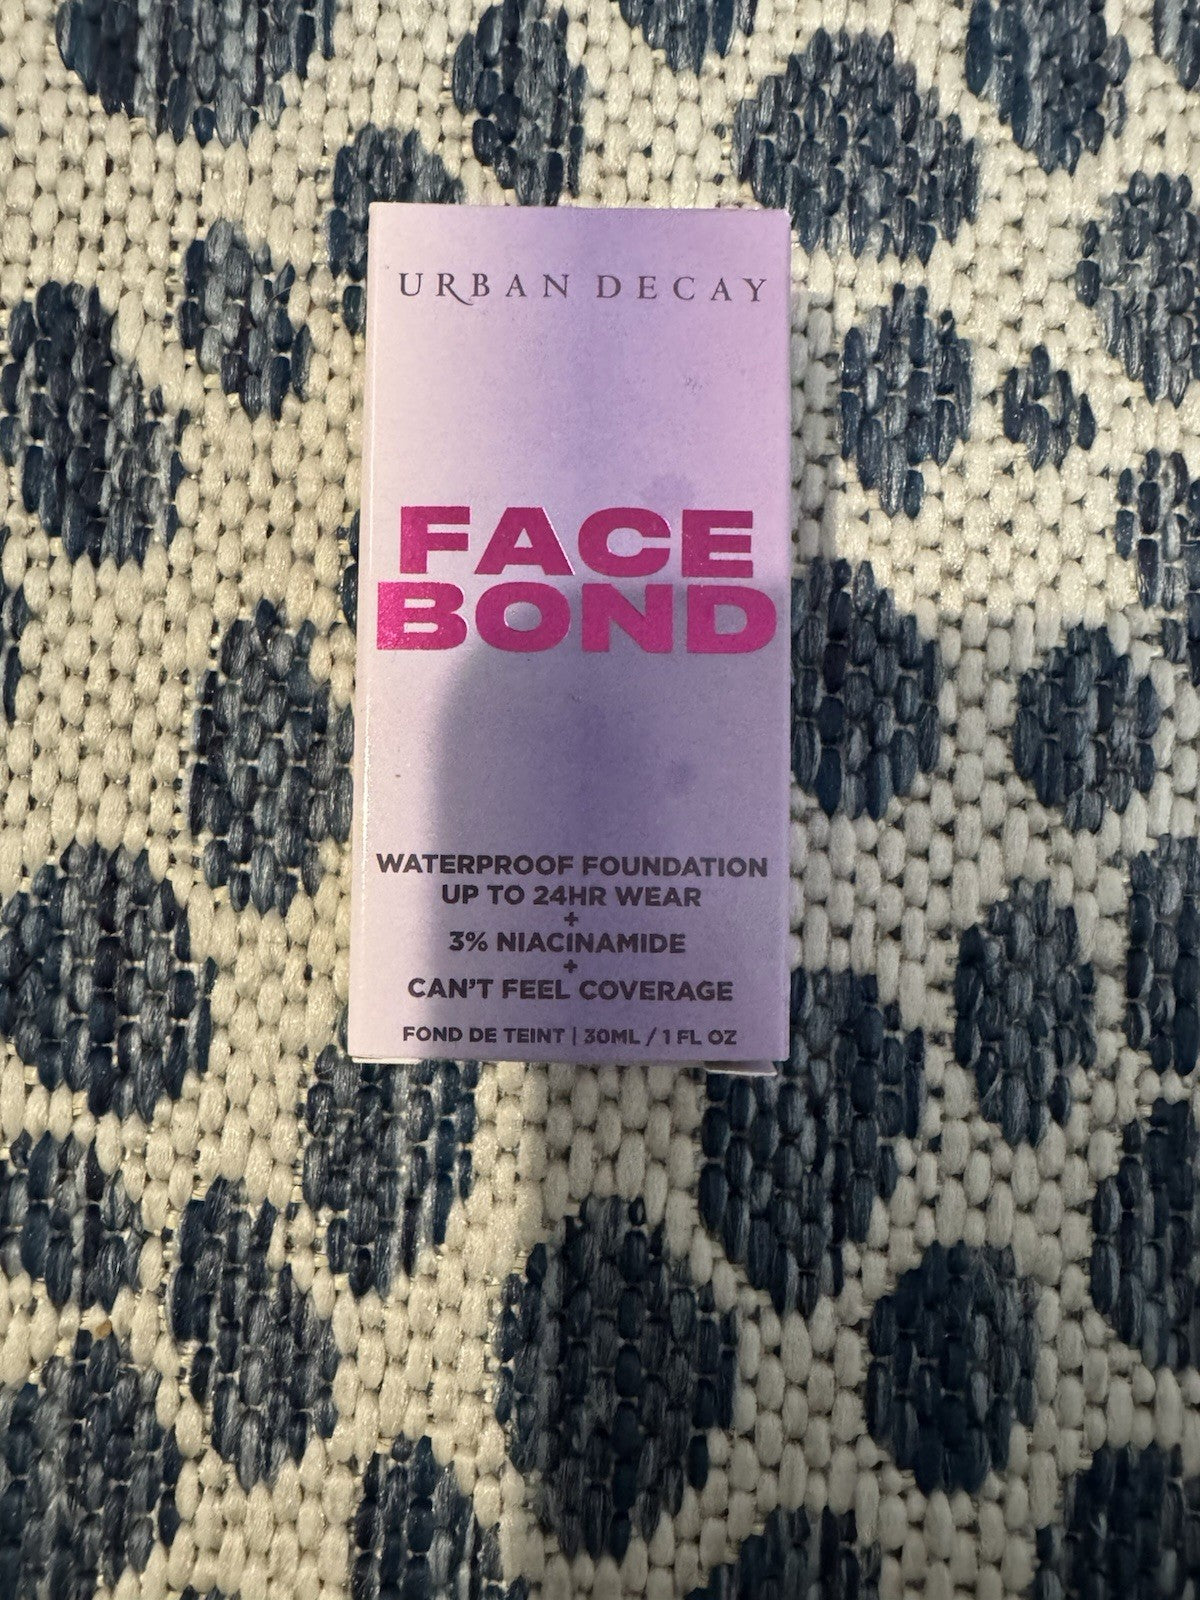 URBAN DECAY
FACE
BOND
WATERPROOF FOUNDATION
UP TO 24HR WEAR
+
3% NIACINAMIDE
+
CAN'T FEEL COVERAGE
FOND DE TEINT | 30ML / 1 FL OZ